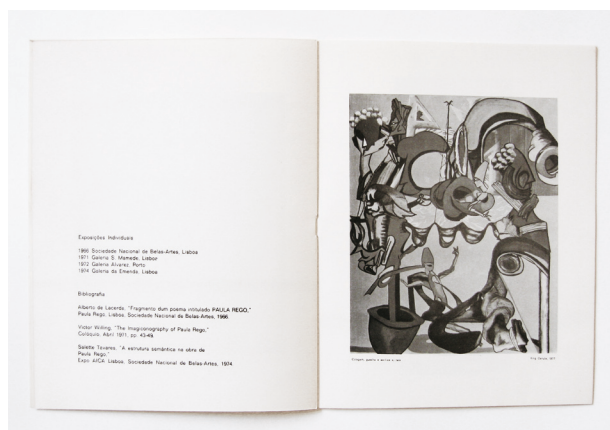 Exposições Individuais
1966 Sociedade Nacional de Belas-Artes, Lisboa
1971 Galeria S. Mamede, Lisboa
1972 Galeria Alvarez, Porto
1974 Galeria da Emenda, Lisboa
Bibliografia
Alberto de Lacerda, "Fragmento dum poema intitulado PAULA REGO,"
Paula Rego, Lisboa, Sociedade Nacional de Belas-Artes, 1966.
Victor Willing, "The Imagiconography of Paula Rego,"
Colóquio, Abril 1971, pp. 43-49.
Salette Tavares, "A estrutura semântica na obra de
Paula Rego,"
Expo AICA Lisboa, Sociedade Nacional de Belas-Artes, 1974.